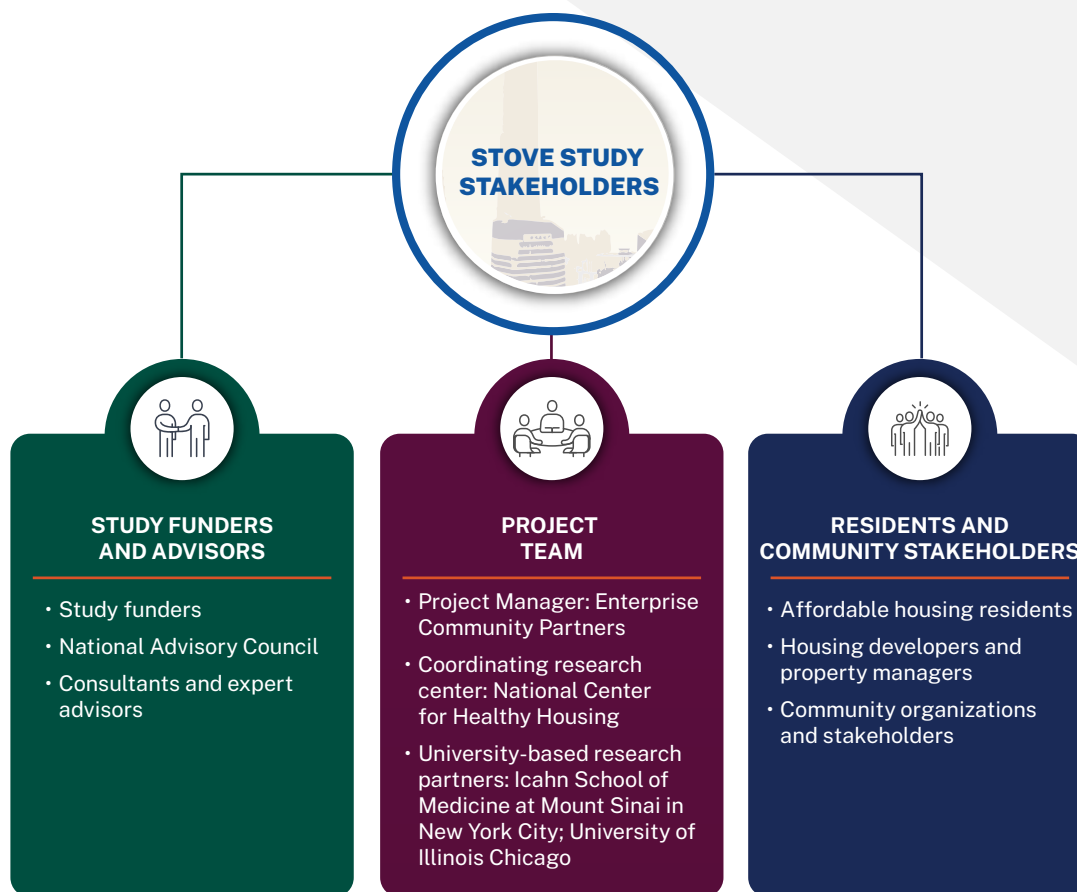 STOVE STUDY
STAKEHOLDERS
STUDY FUNDERS
AND ADVISORS
• Study funders
• National Advisory Council
• Consultants and expert
advisors
PROJECT
TEAM
• Project Manager: Enterprise
Community Partners
• Coordinating research
center: National Center
for Healthy Housing
• University-based research
partners: Icahn School of
Medicine at Mount Sinai in
New York City; University of
Illinois Chicago
RESIDENTS AND
COMMUNITY STAKEHOLDERS
• Affordable housing residents
• Housing developers and
property managers
• Community organizations
and stakeholders